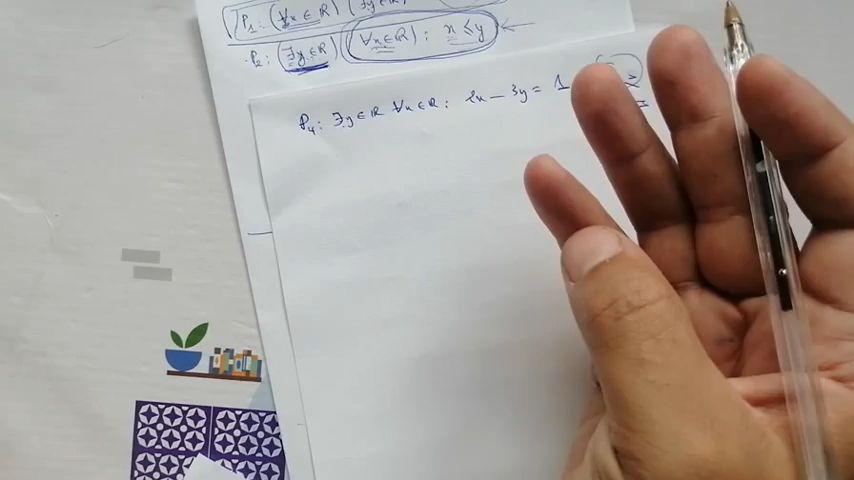 P₁: (∀x∈ℝ) (∃y∈ℝ)
P₂: (∃y∈ℝ) (∀x∈ℝ): x ≤ y
P₄: ∃y∈ℝ ∀x∈ℝ: 2x – 3y = 1